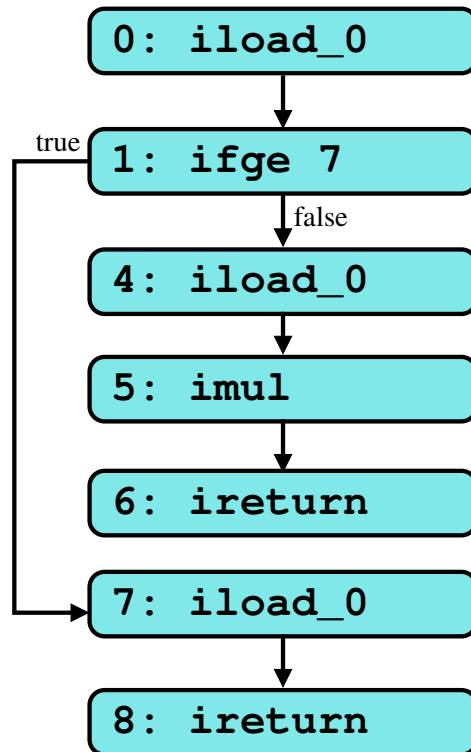 0: iload_0
true
1: ifge 7
false
4: iload_0
5: imul
6: ireturn
7: iload_0
8: ireturn